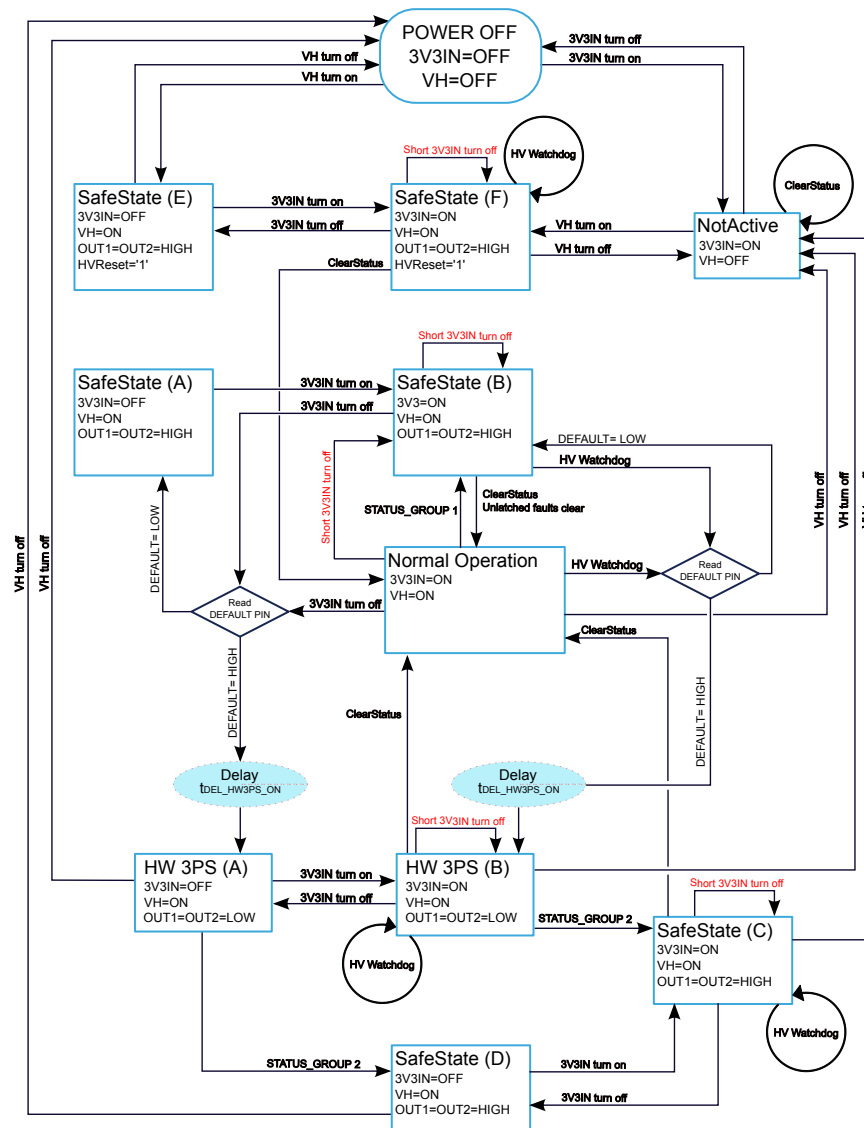 POWER OFF
3V3IN=OFF
VH=OFF
VH turn off
VH turn on
3V3IN turn off
3V3IN turn on
Short 3V3IN turn off
HV Watchdog
ClearStatus
SafeState (E)
3V3IN=OFF
VH=ON
OUT1=OUT2=HIGH
HVReset='1'
3V3IN turn on
3V3IN turn off
SafeState (F)
3V3IN=ON
VH=ON
OUT1=OUT2=HIGH
HVReset='1'
VH turn on
VH turn off
NotActive
3V3IN=ON
VH=OFF
ClearStatus
Short 3V3IN turn off
SafeState (A)
3V3IN=OFF
VH=ON
OUT1=OUT2=HIGH
3V3IN turn on
3V3IN turn off
SafeState (B)
3V3=ON
VH=ON
OUT1=OUT2=HIGH
DEFAULT= LOW
HV Watchdog
Short 3V3IN turn off
STATUS_GROUP 1
ClearStatus
Unlatched faults clear
DEFAULT= LOW
Normal Operation
3V3IN=ON
VH=ON
HV Watchdog
Read
DEFAULT PIN
Read
DEFAULT PIN
3V3IN turn off
VH turn off
VH turn off
VH turn off
VH turn off
ClearStatus
DEFAULT= HIGH
DEFAULT= HIGH
ClearStatus
Delay
tDEL_HW3PS_ON
Delay
tDEL_HW3PS_ON
Short 3V3IN turn off
HW 3PS (A)
3V3IN=OFF
VH=ON
OUT1=OUT2=LOW
3V3IN turn on
3V3IN turn off
HW 3PS (B)
3V3IN=ON
VH=ON
OUT1=OUT2=LOW
Short 3V3IN turn off
STATUS_GROUP 2
SafeState (C)
3V3IN=ON
VH=ON
OUT1=OUT2=HIGH
HV Watchdog
HV Watchdog
STATUS_GROUP 2
SafeState (D)
3V3IN=OFF
VH=ON
OUT1=OUT2=HIGH
3V3IN turn on
3V3IN turn off